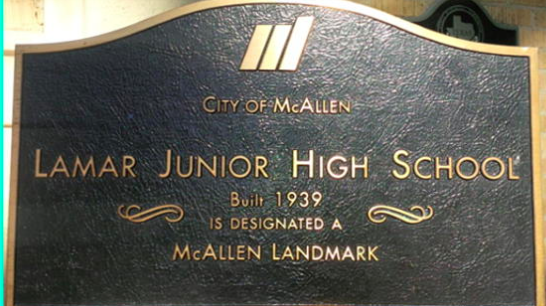 CITY OF MCALLEN
LAMAR JUNIOR HIGH SCHOOL
Built 1939
IS DESIGNATED A
MCALLEN LANDMARK